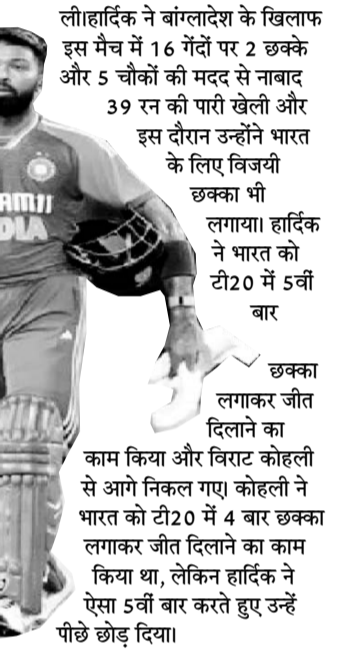 ली।हार्दिक ने बांग्लादेश के खिलाफ
इस मैच में 16 गेंदों पर 2 छक्के
और 5 चौकों की मदद से नाबाद
39 रन की पारी खेली और
इस दौरान उन्होंने भारत
के लिए विजयी
छक्का भी
लगाया। हार्दिक
ने भारत को
टी20 में 5वीं
बार
छक्का
लगाकर जीत
दिलाने का
काम किया और विराट कोहली
से आगे निकल गए। कोहली ने
भारत को टी20 में 4 बार छक्का
लगाकर जीत दिलाने का काम
किया था, लेकिन हार्दिक ने
ऐसा 5वीं बार करते हुए उन्हें
पीछे छोड़ दिया।